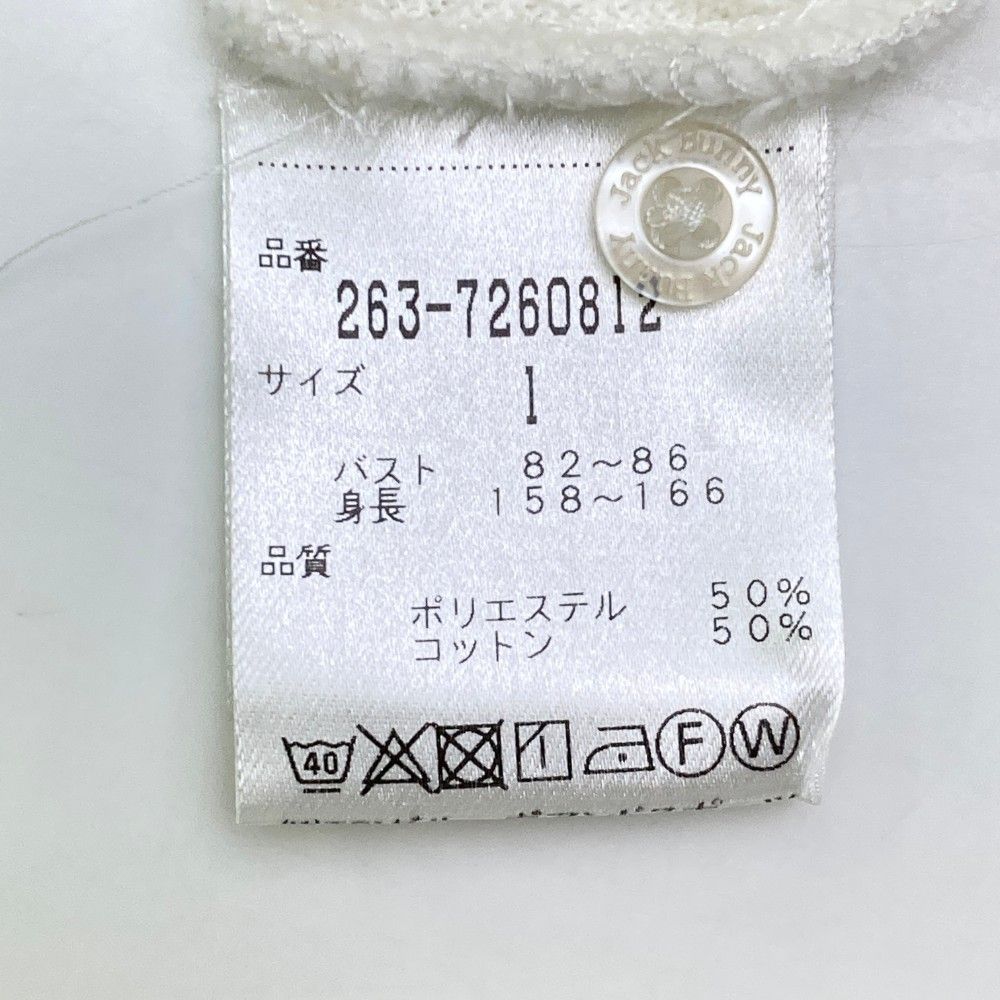 Jack Bunny Jack Bunny
品番
263-7260812
サイズ 1
バスト 82～86
身長 158～166
品質
ポリエステル 50%
コットン 50%
40 F W